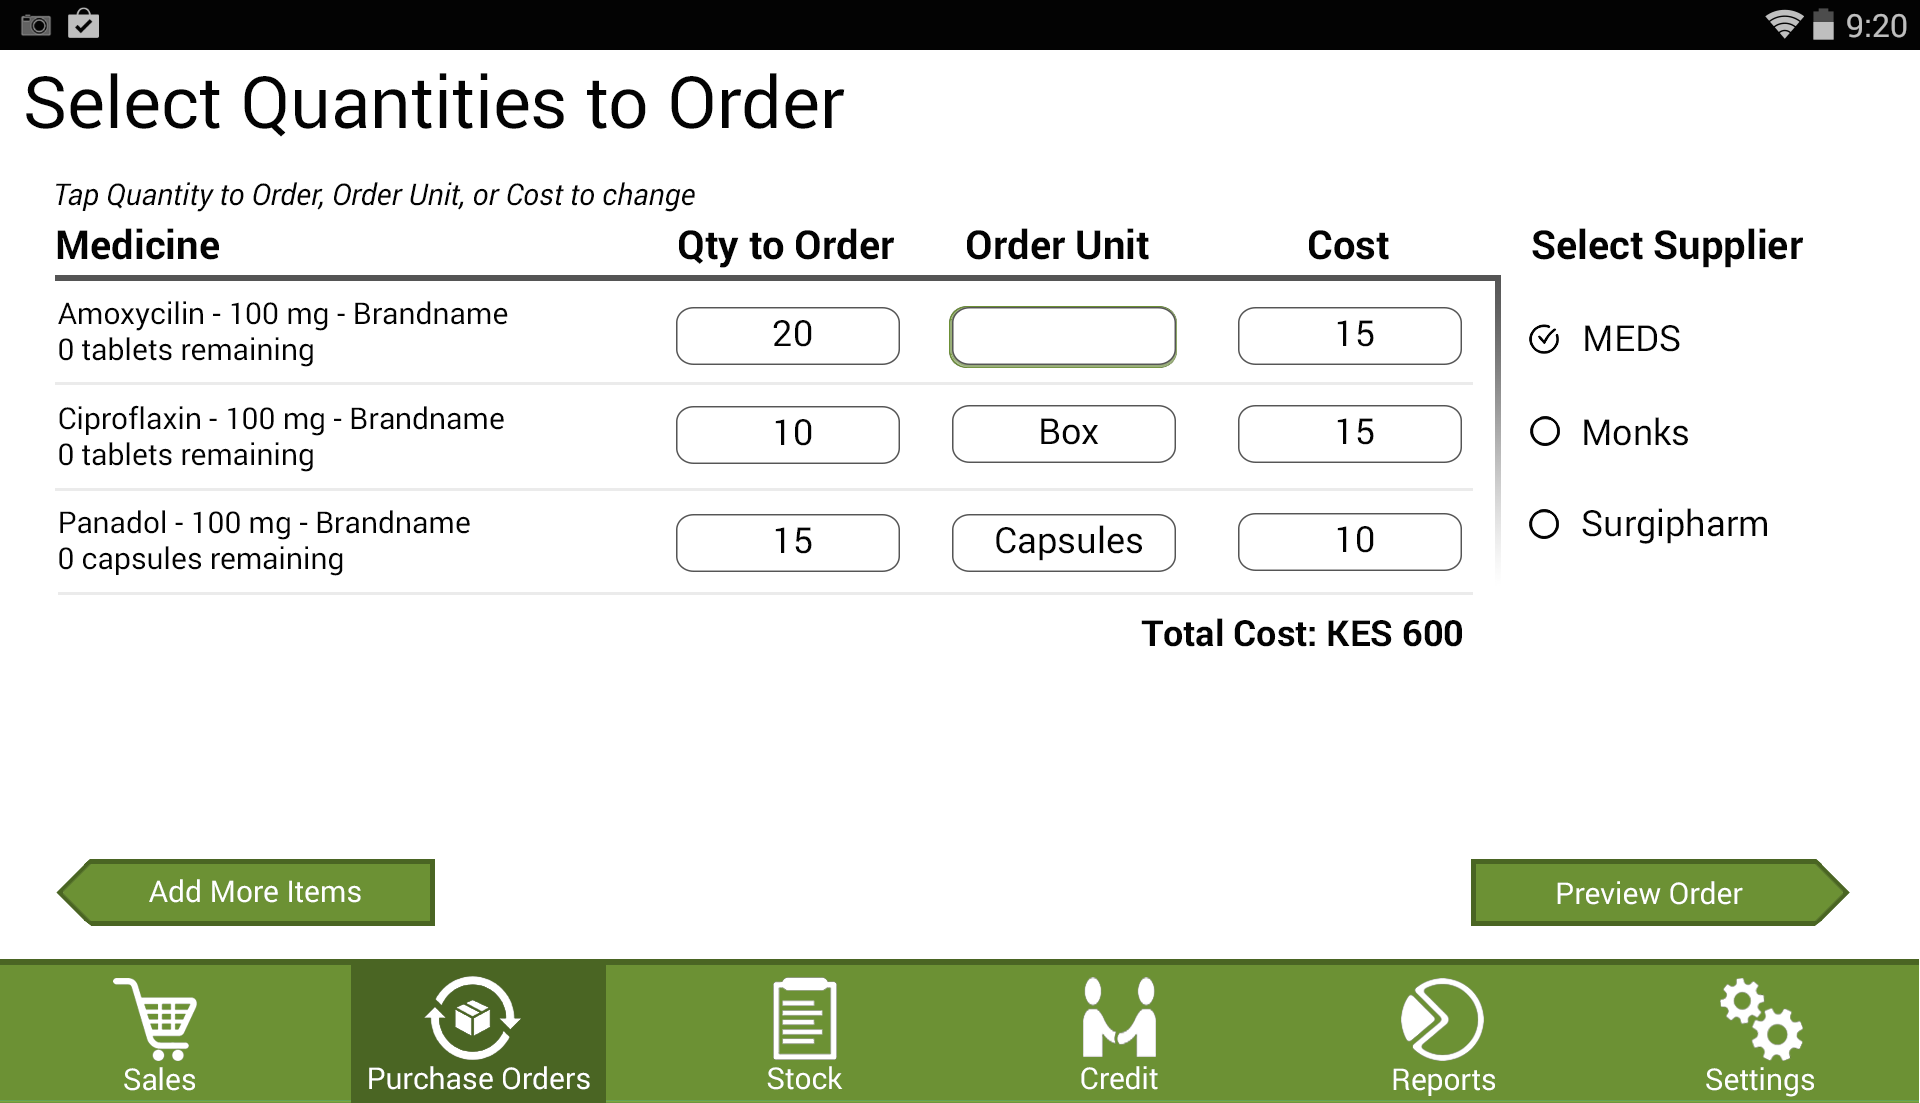 9:20
Select Quantities to Order
Tap Quantity to Order, Order Unit, or Cost to change
Medicine Qty to Order Order Unit Cost Select Supplier
Amoxycilin - 100 mg - Brandname
0 tablets remaining
20 15
MEDS
Ciproflaxin - 100 mg - Brandname
0 tablets remaining
10 Box 15
Monks
Panadol - 100 mg - Brandname
0 capsules remaining
15 Capsules 10
Surgipharm
Total Cost: KES 600
Add More Items Preview Order
Sales Purchase Orders Stock Credit Reports Settings